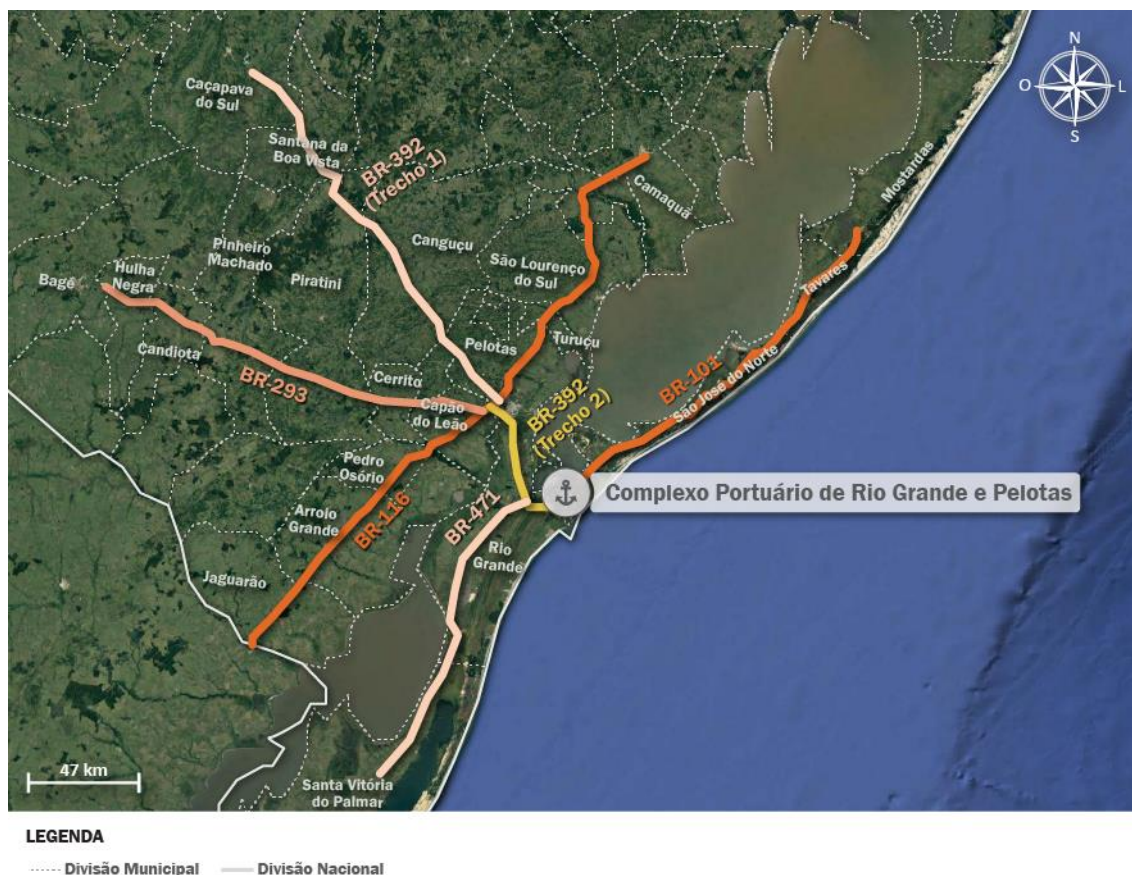 N
O
L
S
Caçapava
do Sul
Santana da
Boa Vista
BR-392
(Trecho 1)
Camaquã
Mostardas
Canguçu
Pinheiro
Machado
Piratini
São Lourenço
do Sul
Bagé
Hulha
Negra
Tavares
Candiota
Pelotas
Turuçu
BR-293
Cerrito
Capão
do Leão
BR-392
(Trecho 2)
São José do Norte
BR-101
Pedro
Osório
Complexo Portuário de Rio Grande e Pelotas
Arroio
Grande
BR-116
BR-471
Rio
Grande
Jaguarão
47 km
Santa Vitória
do Palmar
LEGENDA
Divisão Municipal
Divisão Nacional